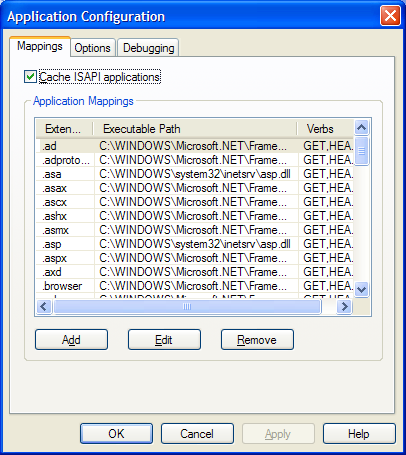 Application Configuration
Mappings Options Debugging
Cache ISAPI applications
Application Mappings
Exten... Executable Path Verbs
.ad C:\WINDOWS\Microsoft.NET\Frame... GET,HEA.
.adproto... C:\WINDOWS\Microsoft.NET\Frame... GET,HEA.
.asa C:\WINDOWS\system32\inetsrv\asp.dll GET,HEA.
.asax C:\WINDOWS\Microsoft.NET\Frame... GET,HEA.
.ascx C:\WINDOWS\Microsoft.NET\Frame... GET,HEA.
.ashx C:\WINDOWS\Microsoft.NET\Frame... GET,HEA.
.asmx C:\WINDOWS\Microsoft.NET\Frame... GET,HEA.
.asp C:\WINDOWS\system32\inetsrv\asp.dll GET,HEA.
.aspx C:\WINDOWS\Microsoft.NET\Frame... GET,HEA.
.axd C:\WINDOWS\Microsoft.NET\Frame... GET,HEA.
.browser C:\WINDOWS\Microsoft.NET\Frame... GET,HEA.
Add Edit Remove
OK Cancel Apply Help